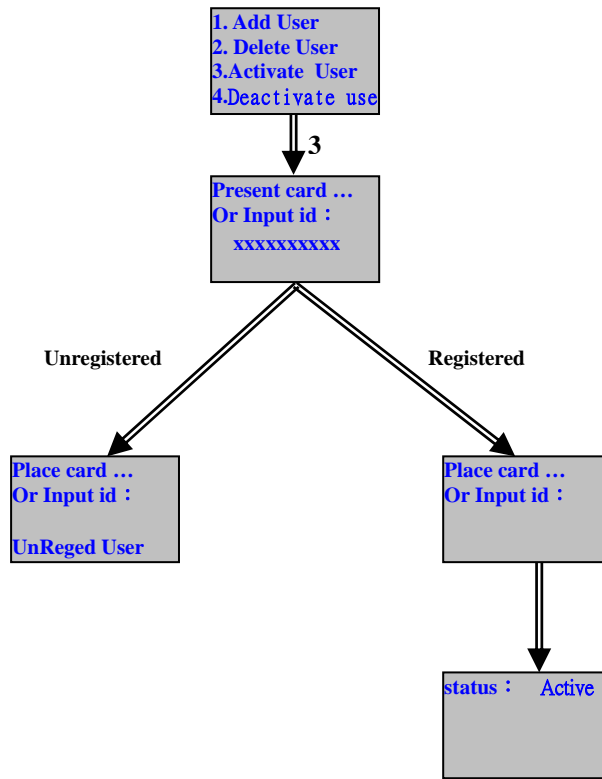 1. Add User
2. Delete User
3.Activate User
4.Deactivate use
3
Present card …
Or Input id：
xxxxxxxxxx
Unregistered
Registered
Place card …
Or Input id：
UnReged User
Place card …
Or Input id：
status： Active